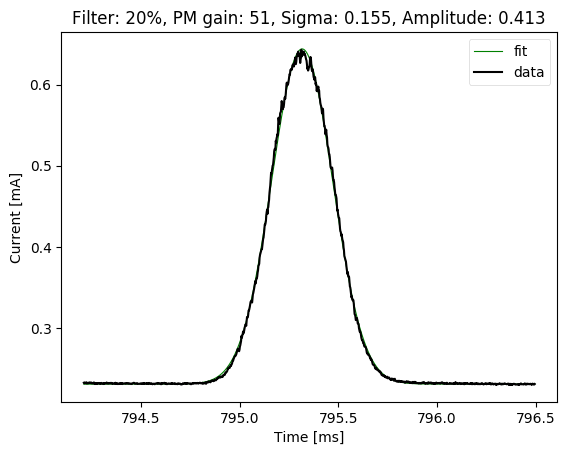 Filter: 20%, PM gain: 51, Sigma: 0.155, Amplitude: 0.413
fit
data
0.6
0.5
0.4
0.3
Current [mA]
794.5 795.0 795.5 796.0 796.5
Time [ms]